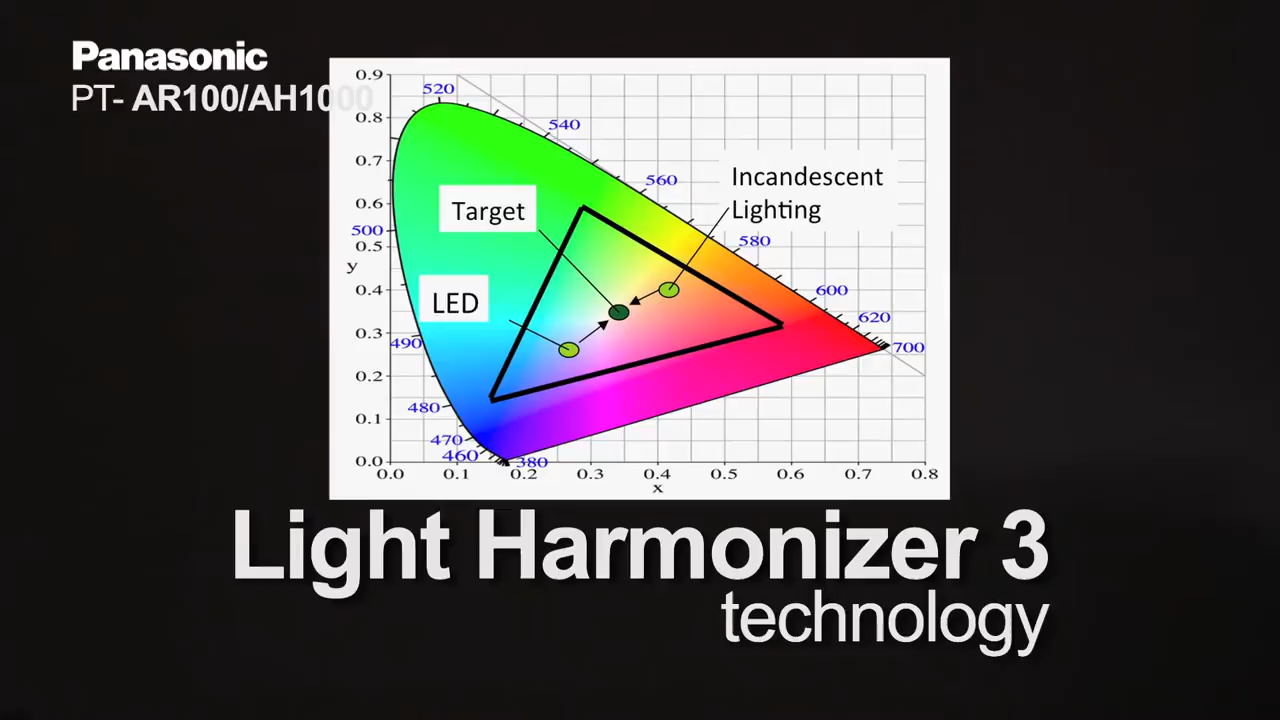 Panasonic
PT- AR100/AH1000
0.9
520
0.8
540
0.7
560
Incandescent
Lighting
0.6
Target
500
0.5
580
y
0.4
LED
600
620
0.3
490
700
0.2
480
0.1
470
460
0.0
380
0.0 0.1 0.2 0.3 0.4 0.5 0.6 0.7 0.8
x
Light Harmonizer 3
technology